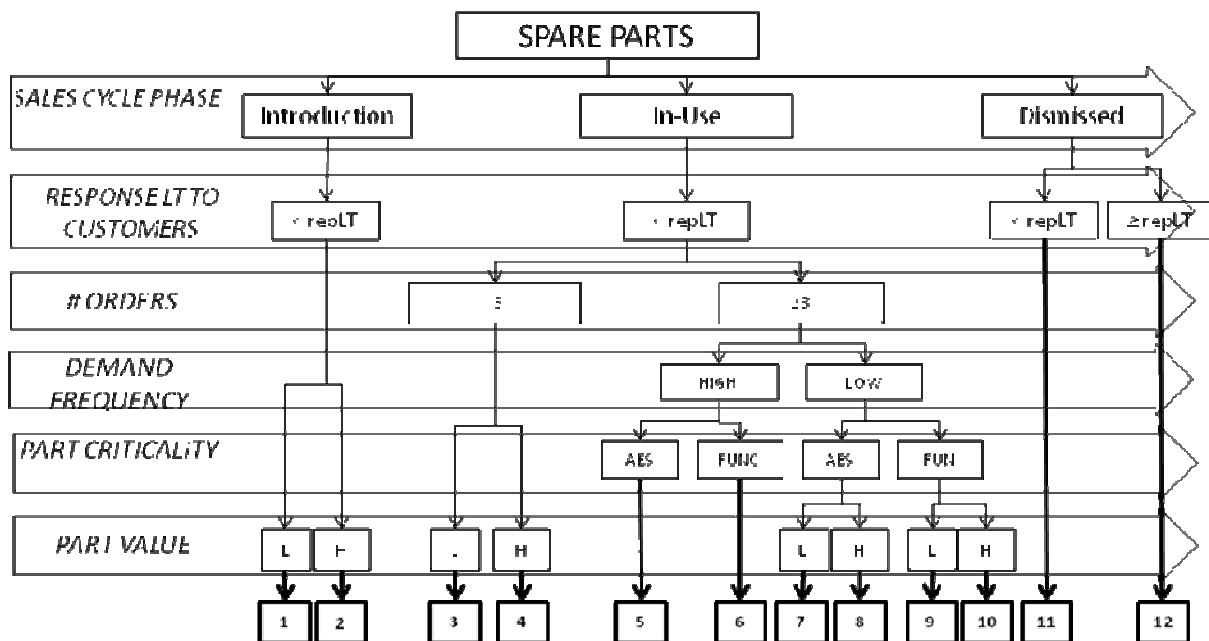 SPARE PARTS
SALES CYCLE PHASE
Introduction
In-Use
Dismissed
RESPONSE LT TO
CUSTOMERS
< repLT
< repLT
< repLT
≥ repLT
# ORDERS
DEMAND
FREQUENCY
HIGH
LOW
PART CRITICALITY
AES
FUNC
AES
FUN
PART VALUE
L
H
H
L
H
L
H
1
2
3
4
5
6
7
8
9
10
11
12